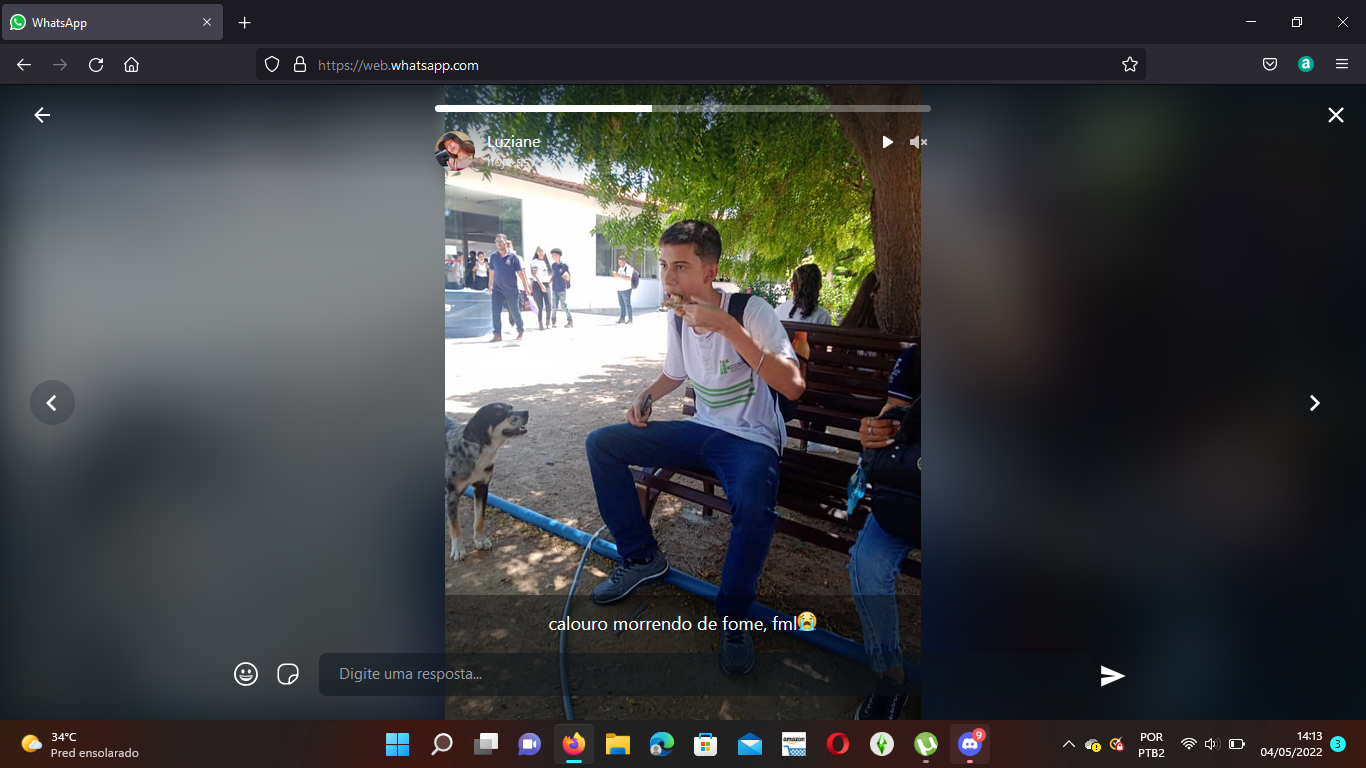 WhatsApp
https://web.whatsapp.com
Luziane
calouro morrendo de fome, fml😭
Digite uma resposta...
34°C
Pred ensolarado
amazon
9
POR
PTB2
14:13
04/05/2022
3